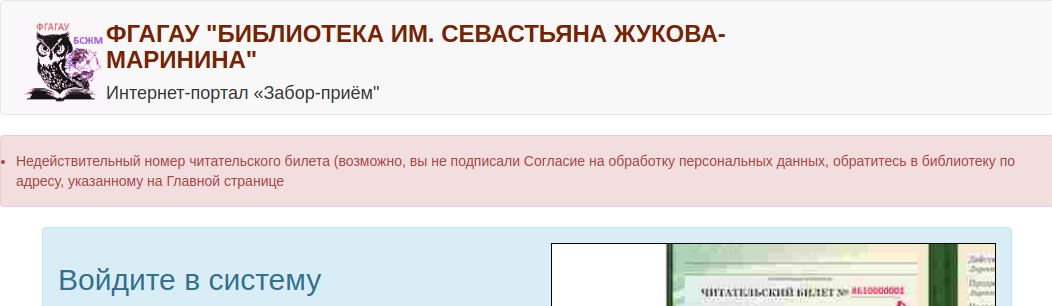 ФГАГАУ
БСЖМ
ФГАГАУ "БИБЛИОТЕКА ИМ. СЕВАСТЬЯНА ЖУКОВА-
МАРИНИНА"
Интернет-портал «Забор-приём"
Недействительный номер читательского билета (возможно, вы не подписали Согласие на обработку персональных данных, обратитесь в библиотеку по
адресу, указанному на Главной странице
Войдите в систему
ЧИТАТЕЛЬСКИЙ БИЛЕТ № 8610000001